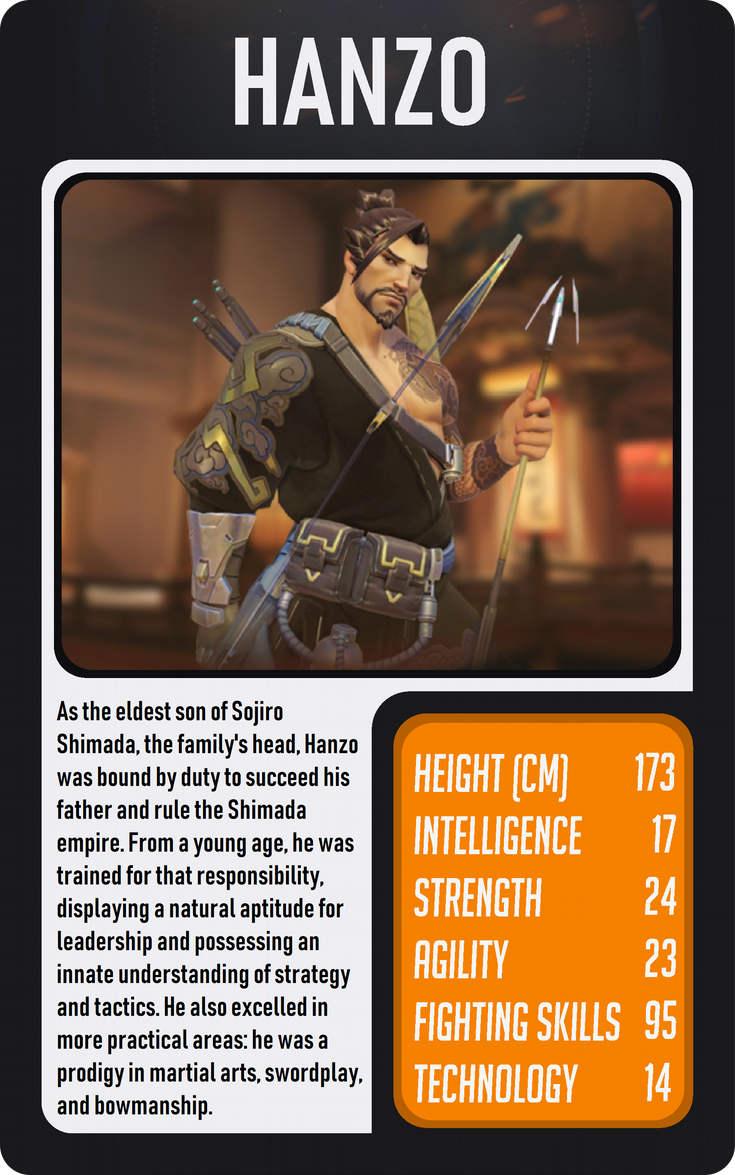 HANZO
As the eldest son of Sojiro
Shimada, the family's head, Hanzo
was bound by duty to succeed his
father and rule the Shimada
empire. From a young age, he was
trained for that responsibility,
displaying a natural aptitude for
leadership and possessing an
innate understanding of strategy
and tactics. He also excelled in
more practical areas: he was a
prodigy in martial arts, swordplay,
and bowmanship.
HEIGHT (CM) 173
INTELLIGENCE 17
STRENGTH 24
AGILITY 23
FIGHTING SKILLS 95
TECHNOLOGY 14